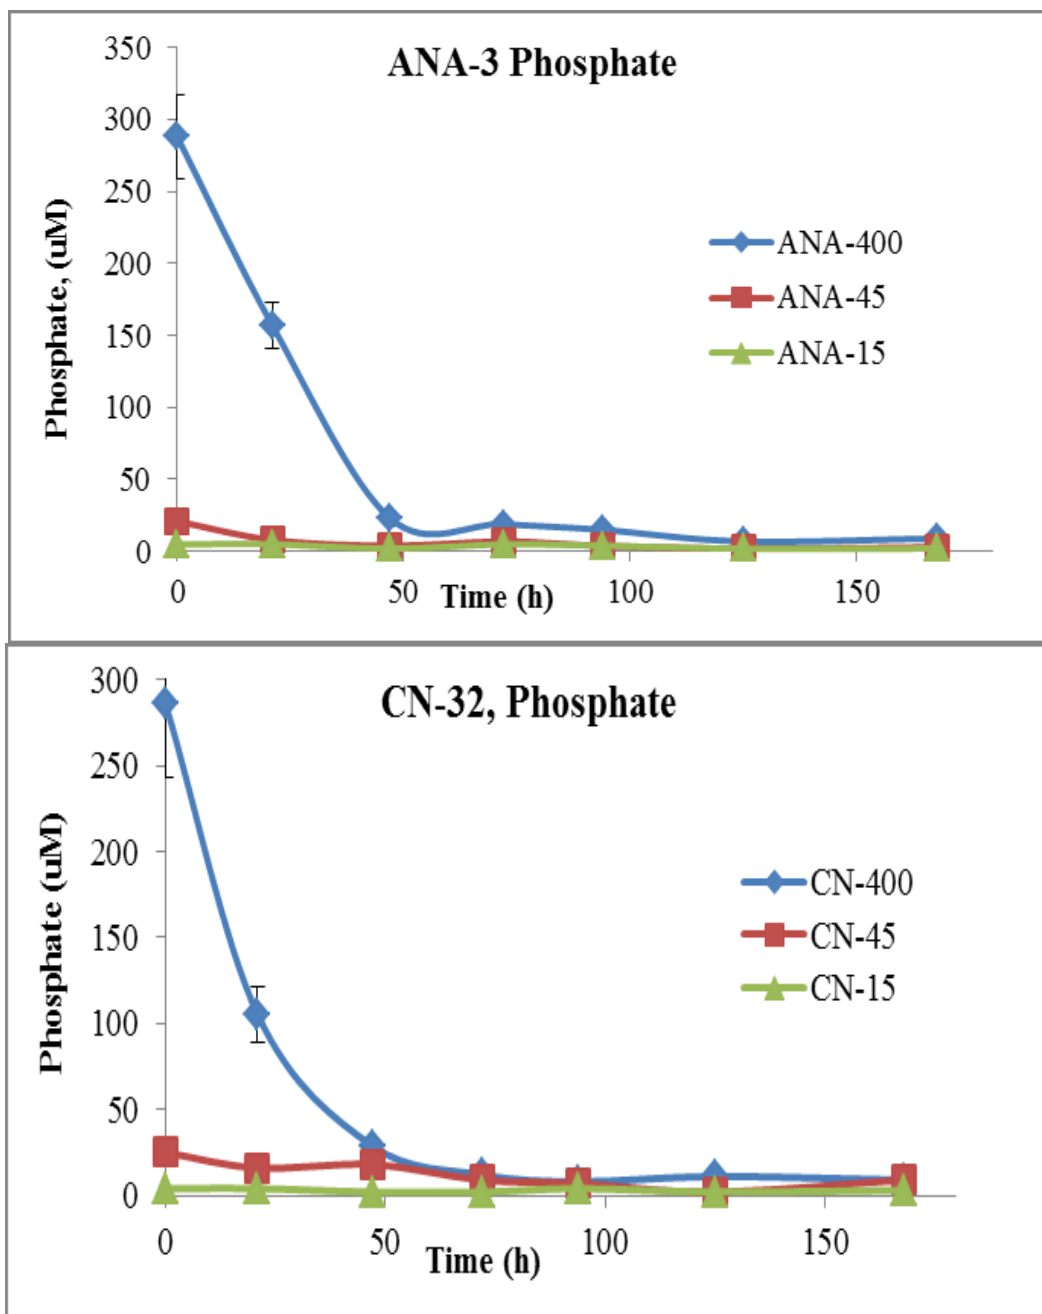 ANA-3 Phosphate
350
300
250
200
150
100
50
0
Phosphate, (uM)
ANA-400
ANA-45
ANA-15
0 50 100 150
Time (h)
CN-32, Phosphate
300
250
200
150
100
50
0
Phosphate (uM)
CN-400
CN-45
CN-15
0 50 100 150
Time (h)